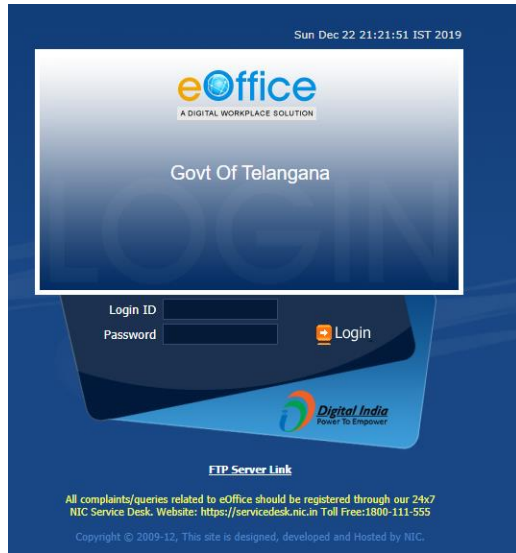 Sun Dec 22 21:21:51 IST 2019
eOffice
A DIGITAL WORKPLACE SOLUTION
Govt Of Telangana
LOGIN
Login ID
Password
Login
Digital India
Power To Empower
FTP Server Link
All complaints/queries related to eOffice should be registered through our 24x7
NIC Service Desk. Website: https://servicedesk.nic.in Toll Free:1800-111-555
Copyright © 2009-12, This site is designed, developed and Hosted by NIC.